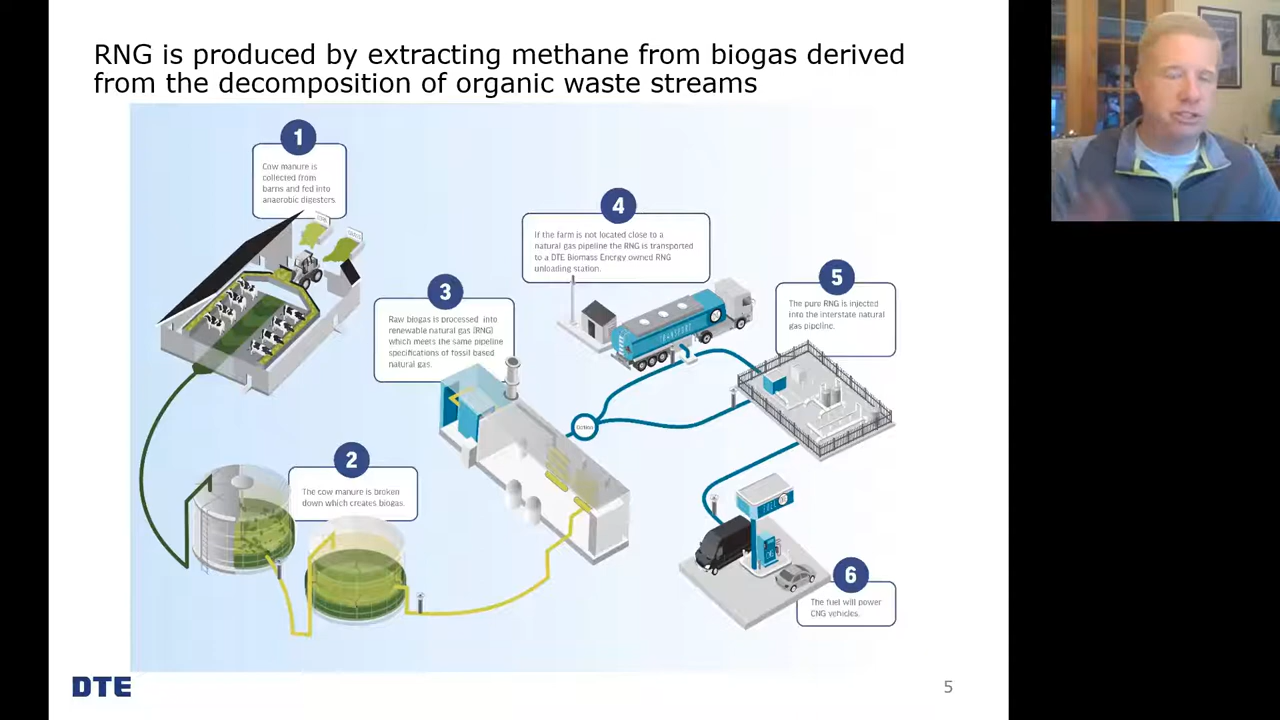 RNG is produced by extracting methane from biogas derived
from the decomposition of organic waste streams
1
Cow manure is
collected from
barns and fed into
anaerobic digesters.
2
The cow manure is broken
down which creates biogas.
3
Raw biogas is processed into
renewable natural gas (RNG)
which meets the same pipeline
specifications of fossil based
natural gas.
4
If the farm is not located close to a
natural gas pipeline the RNG is transported
to a DTE Biomass Energy owned RNG
unloading station.
TRANSPORT
5
The pure RNG is injected
into the interstate natural
gas pipeline.
FUEL
6
The fuel will power
CNG vehicles.
DTE
5